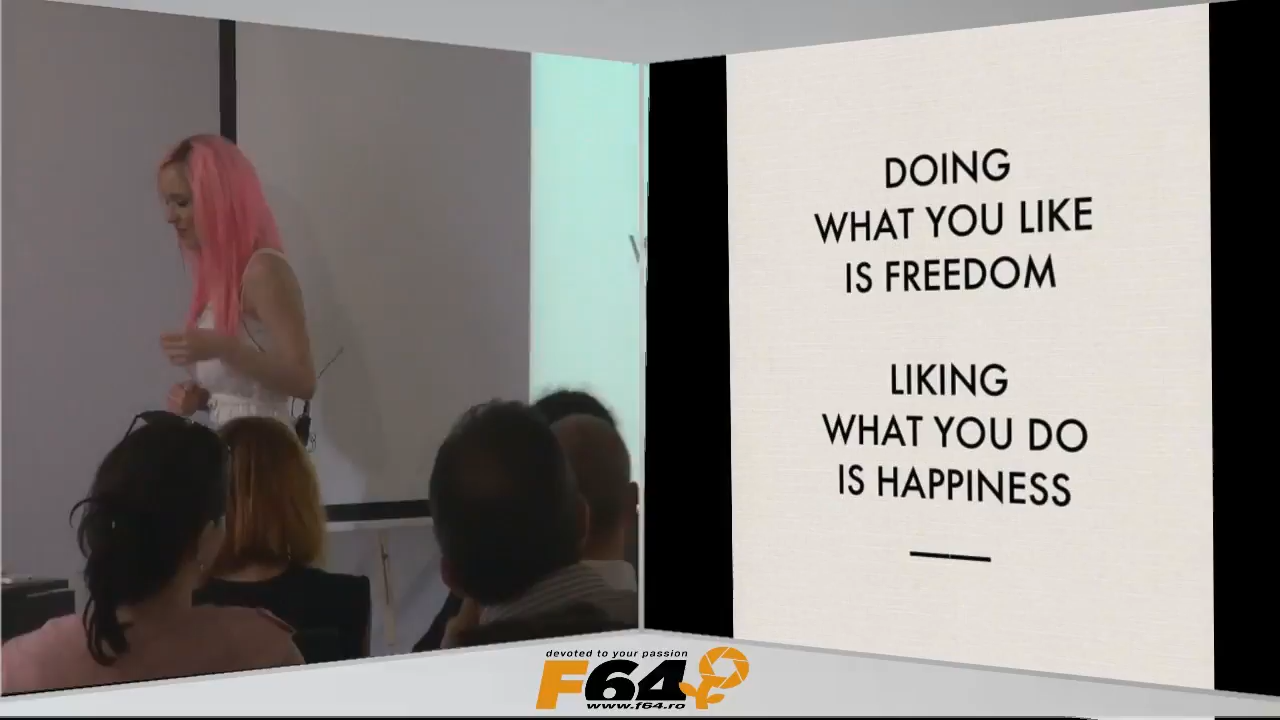 DOING
WHAT YOU LIKE
IS FREEDOM
LIKING
WHAT YOU DO
IS HAPPINESS
devoted to your passion
F64
www.f64.ro